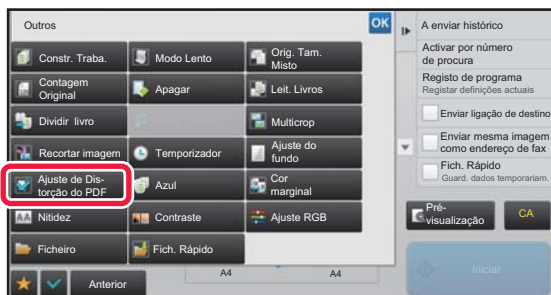 Outros
OK
Constr. Traba.
Modo Lento
Orig. Tam.
Misto
Contagem
Original
Apagar
Leit. Livros
Dividir livro
Multicrop
Recortar imagem
Temporizador
Ajuste do
fundo
Ajuste de Dis-
torção do PDF
Azul
Cor
marginal
AA
Nitidez
Contraste
Ajuste RGB
Ficheiro
Fich. Rápido
Anterior
A4
A4
A enviar histórico
Activar por número
de procura
Registo de programa
Registar definições actuais
Enviar ligação de destino
Enviar mesma imagem
como endereço de fax
Fich. Rápido
Guard. dados temporariam.
Pré-
visualização
CA
Iniciar